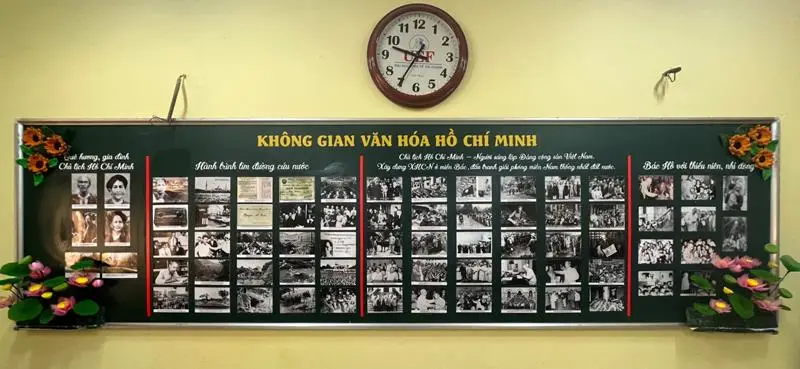 12
1
2
3
4
5
6
7
8
9
10
11
UEF
KHÔNG GIAN VĂN HÓA HỒ CHÍ MINH
Quê hương, gia đình
Chủ tịch Hồ Chí Minh
Hành trình tìm đường cứu nước
Chủ tịch Hồ Chí Minh – Người sáng lập Đảng cộng sản Việt Nam.
Xây dựng XHCN ở miền Bắc, đấu tranh giải phóng miền Nam thống nhất đất nước.
Bác Hồ với thiếu niên, nhi đồng